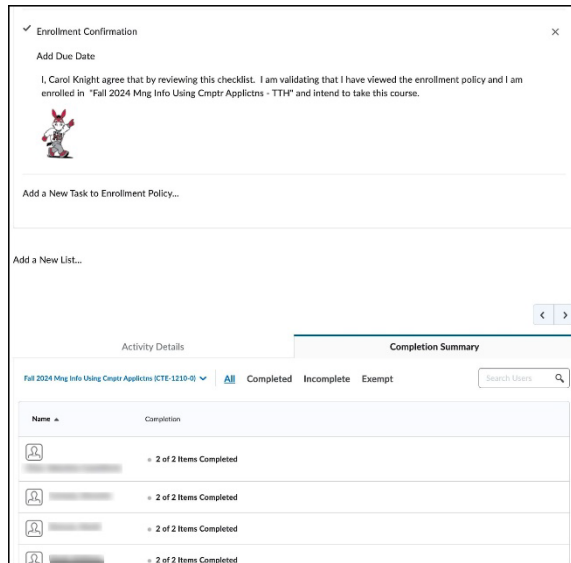 Enrollment Confirmation
Add Due Date
I, Carol Knight agree that by reviewing this checklist. I am validating that I have viewed the enrollment policy and I am
enrolled in "Fall 2024 Mng Info Using Cmptr Applictns - TTH" and intend to take this course.
Add a New Task to Enrollment Policy...
Add a New List...
Activity Details Completion Summary
Fall 2024 Mng Info Using Cmptr Applictns (CTE-1210-0) All Completed Incomplete Exempt Search Users
Name Completion
2 of 2 Items Completed
2 of 2 Items Completed
2 of 2 Items Completed
2 of 2 Items Completed